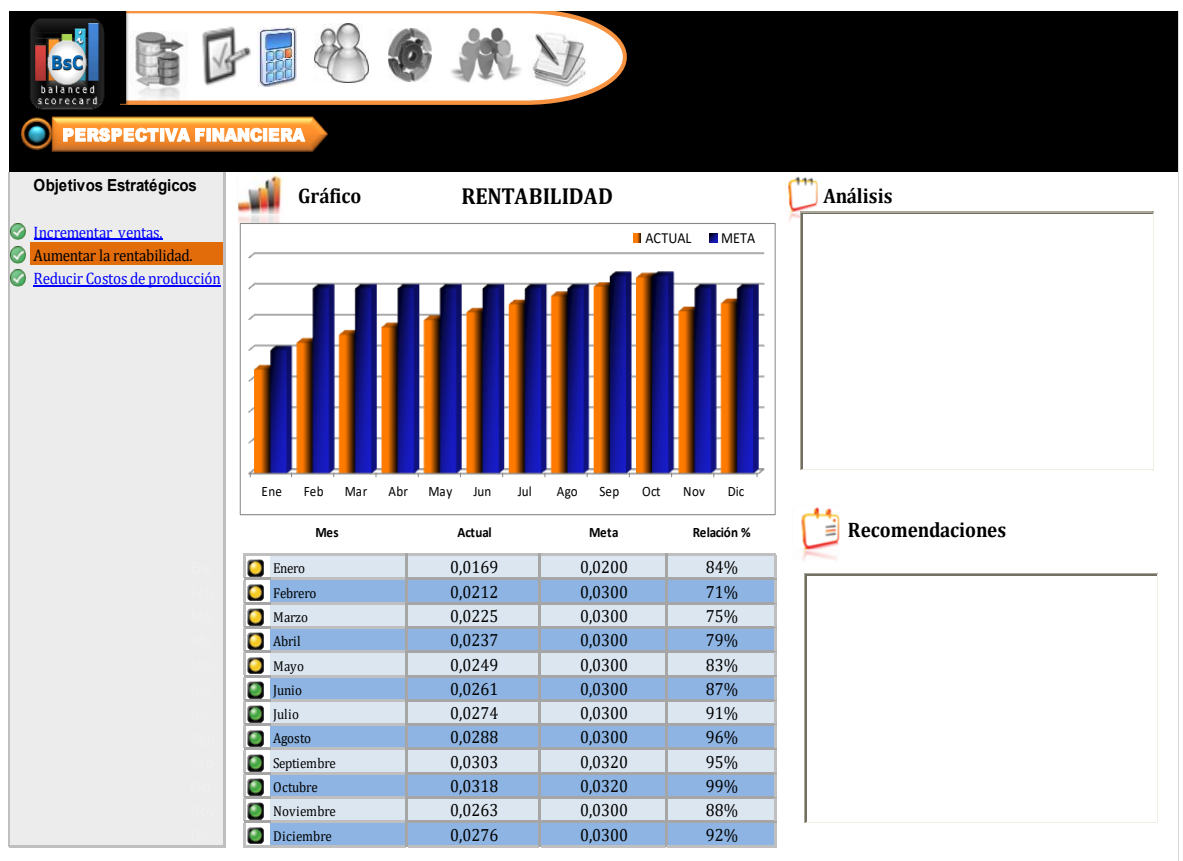 BsC
balanced
scorecard
PERSPECTIVA FINANCIERA
Objetivos Estratégicos
Incrementar ventas.
Aumentar la rentabilidad.
Reducir Costos de producción
Gráfico RENTABILIDAD
ACTUAL META
Ene Feb Mar Abr May Jun Jul Ago Sep Oct Nov Dic
Mes Actual Meta Relación %
Enero 0,0169 0,0200 84%
Febrero 0,0212 0,0300 71%
Marzo 0,0225 0,0300 75%
Abril 0,0237 0,0300 79%
Mayo 0,0249 0,0300 83%
Junio 0,0261 0,0300 87%
Julio 0,0274 0,0300 91%
Agosto 0,0288 0,0300 96%
Septiembre 0,0303 0,0320 95%
Octubre 0,0318 0,0320 99%
Noviembre 0,0263 0,0300 88%
Diciembre 0,0276 0,0300 92%
Análisis
Recomendaciones